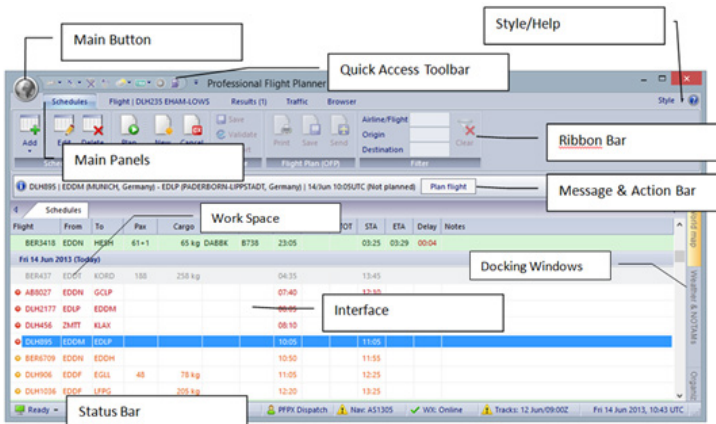 Style/Help
Main Button
Quick Access Toolbar
Professional Flight Planner
Schedules Flight | DLH235 EHAM-LOWS Results (1) Traffic Browser Style
Save
Validate
Airline/Flight
Origin
Destination
Add Edit Delete Plan New Cancel Print Save Send Clear
Ribbon Bar
Main Panels
Flight Plan (OFP) Filter
DLH895 | EDDM (MUNICH, Germany) - EDLP (PADERBORN-LIPPSTADT, Germany) | 14/Jun 10:05UTC (Not planned) Plan flight
Message & Action Bar
Schedules
Work Space
Flight From To Pax Cargo STA ETA Delay Notes
BER3418 EDDN HESH 61+1 65 kg DABBK B738 23:05 03:25 03:29 00:04
Fri 14 Jun 2013 (Today)
BER437 EDDT KORD 188 258 kg 04:35 13:45
Docking Windows
AB8027 EDDN GCLP 07:40 12:30
DLH2177 EDLP EDDM
Interface
DLH456 ZMTT KLAX 08:10
DLH895 EDDM EDLP 10:05 11:05
BER6709 EDDN EDDH 10:50 11:55
DLH906 EDDF EGLL 48 78 kg 11:05 12:25
DLH1036 EDDF LFPG 205 kg 12:20 13:25
World map
Weather & NOTAMs
Status Bar
Ready PFPX Dispatch Nav: AS1305 WX: Online Tracks: 12 Jun/09:00Z Fri 14 Jun 2013, 10:43 UTC